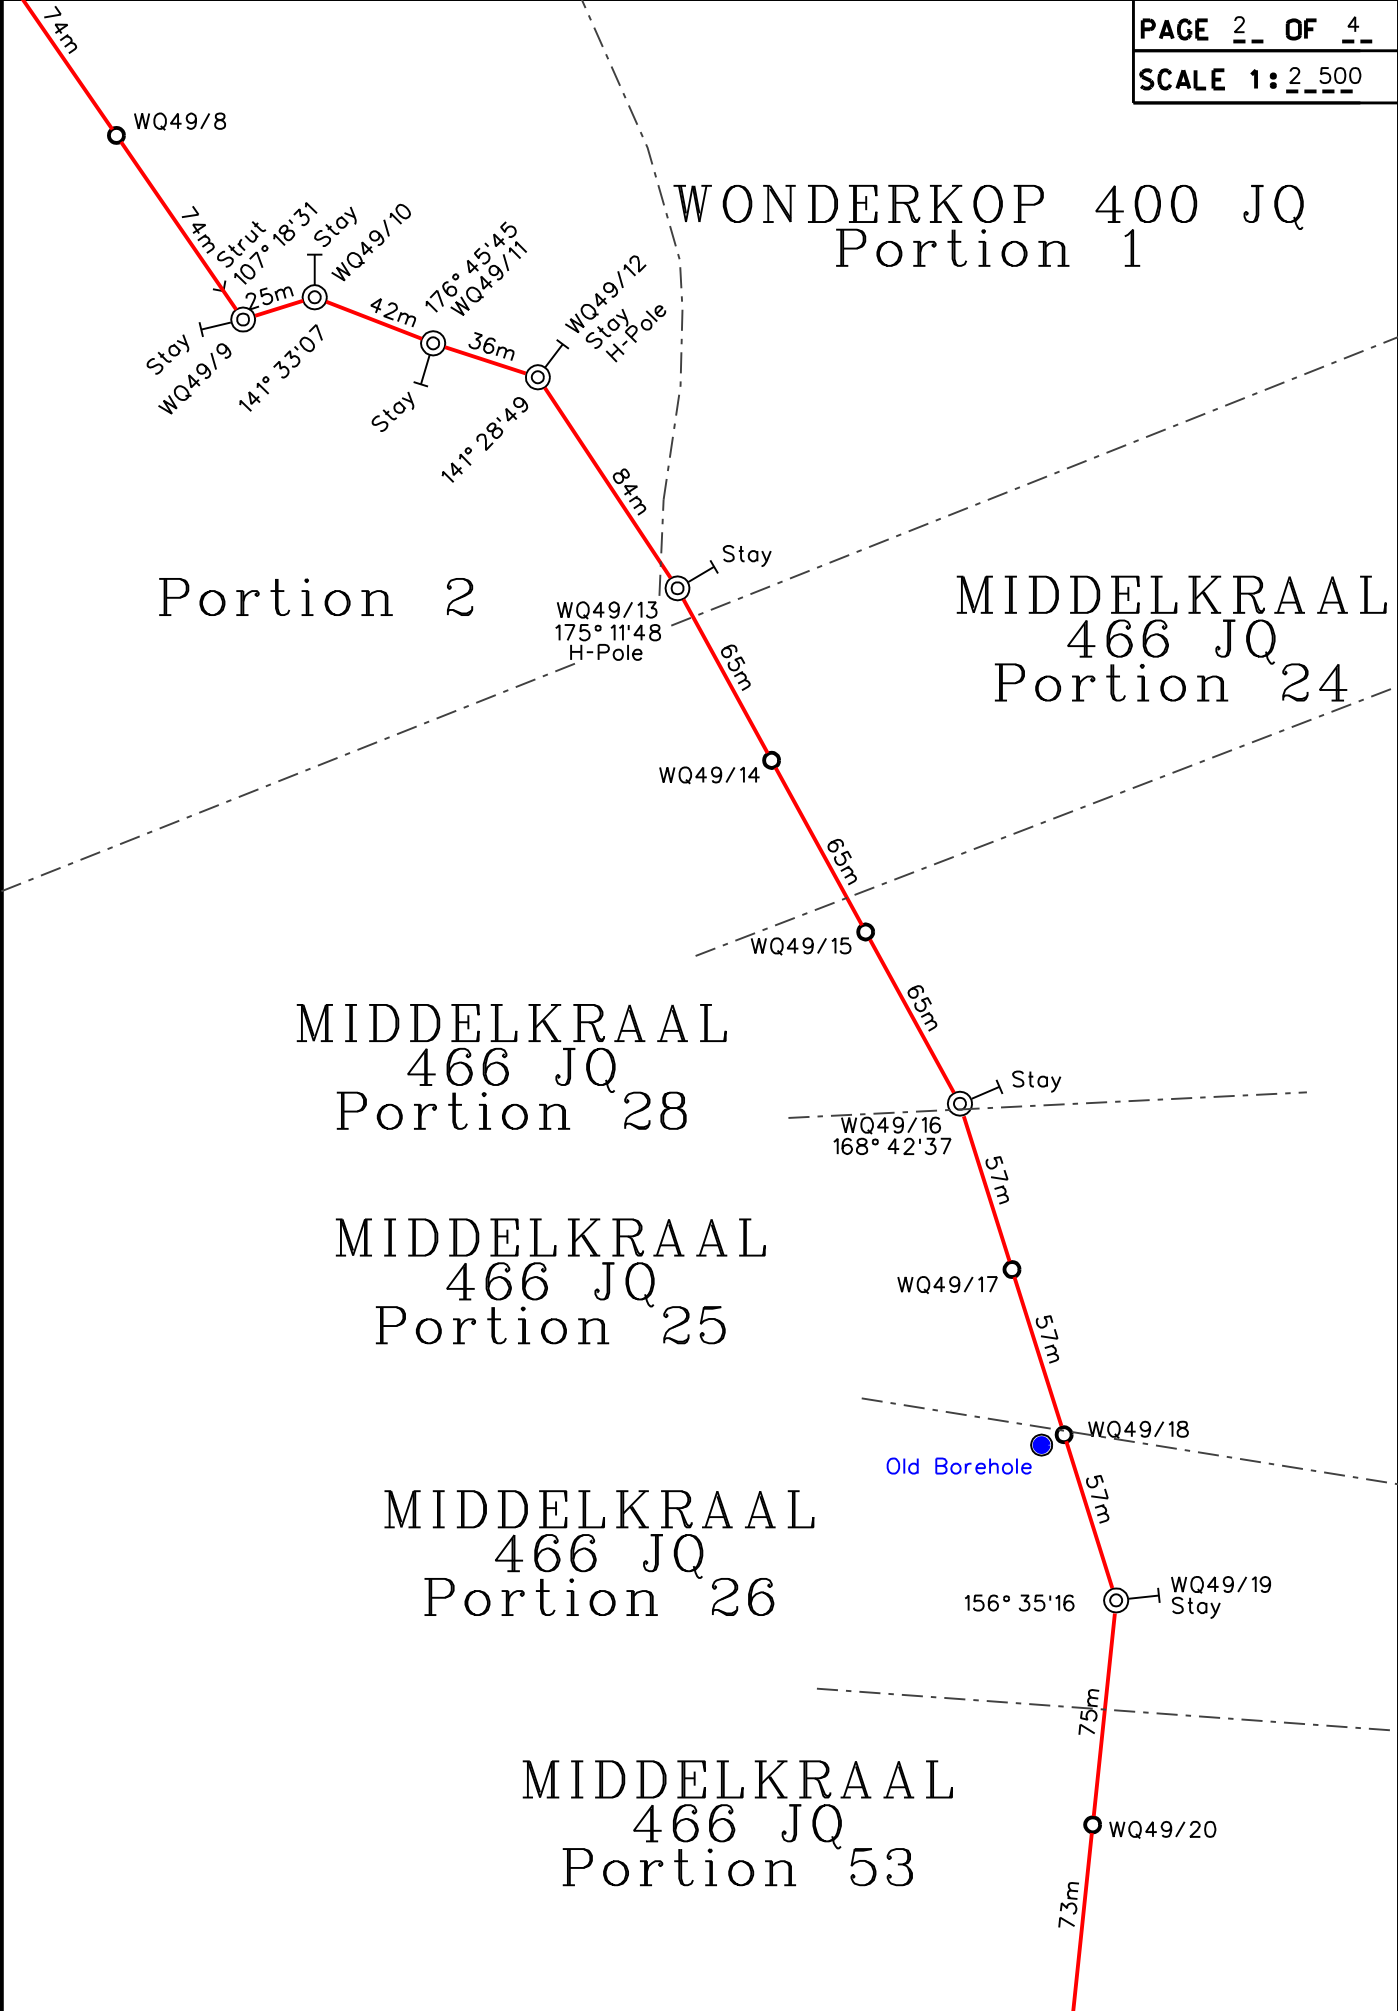 PAGE 2 OF 4
SCALE 1: 2 500
74m
WQ49/8
WONDERKOP 400 JQ
Portion 1
74m
Strut
107° 18'31
Stay
WQ49/10
176° 45'45
WQ49/11
WQ49/12
Stay
H-Pole
25m
42m
36m
Stay
WQ49/9
141° 33'07
Stay
141° 28'49
84m
Stay
Portion 2
WQ49/13
175° 11'48
H-Pole
MIDDELKRAAL
466 JQ
Portion 24
65m
WQ49/14
65m
WQ49/15
65m
MIDDELKRAAL
466 JQ
Portion 28
Stay
WQ49/16
168° 42'37
57m
MIDDELKRAAL
466 JQ
Portion 25
WQ49/17
57m
WQ49/18
Old Borehole
57m
MIDDELKRAAL
466 JQ
Portion 26
156° 35'16
WQ49/19
Stay
75m
MIDDELKRAAL
466 JQ
Portion 53
WQ49/20
73m